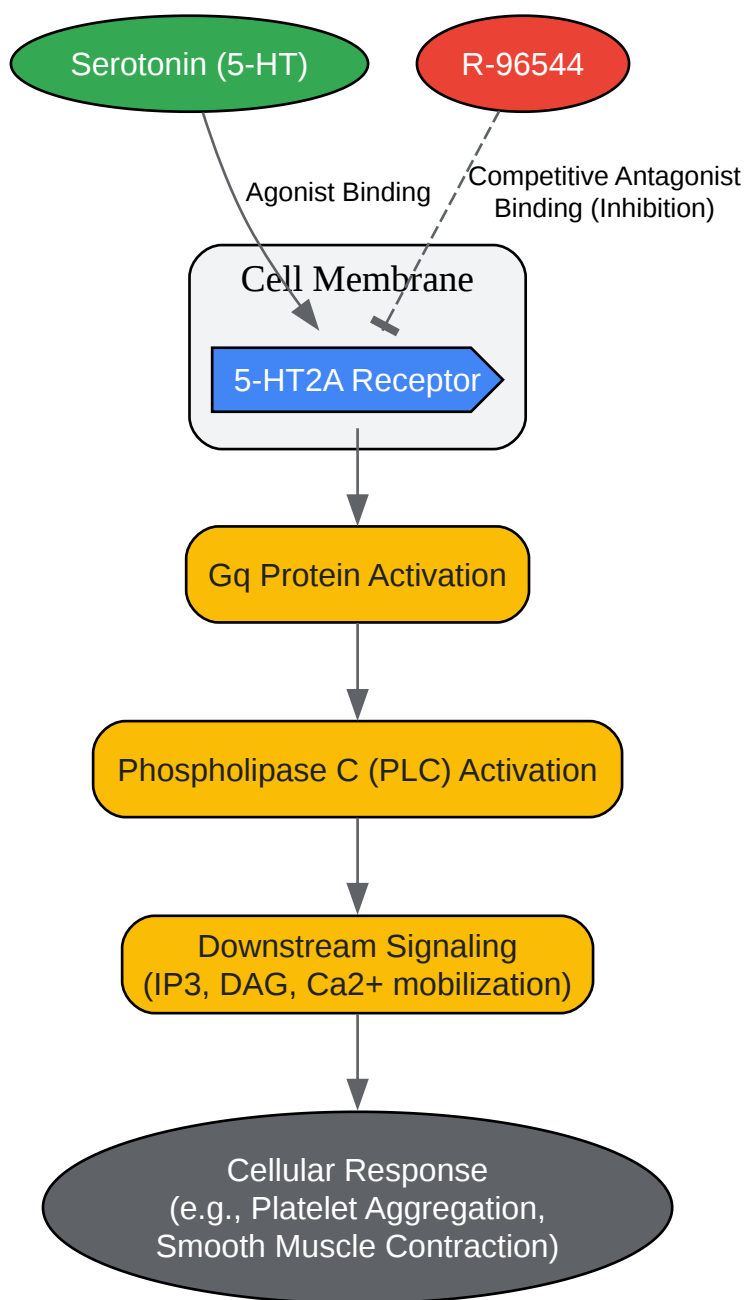 Serotonin (5-HT)
R-96544
Agonist Binding
Competitive Antagonist
Binding (Inhibition)
Cell Membrane
5-HT2A Receptor
Gq Protein Activation
Phospholipase C (PLC) Activation
Downstream Signaling
(IP3, DAG, Ca2+ mobilization)
Cellular Response
(e.g., Platelet Aggregation,
Smooth Muscle Contraction)